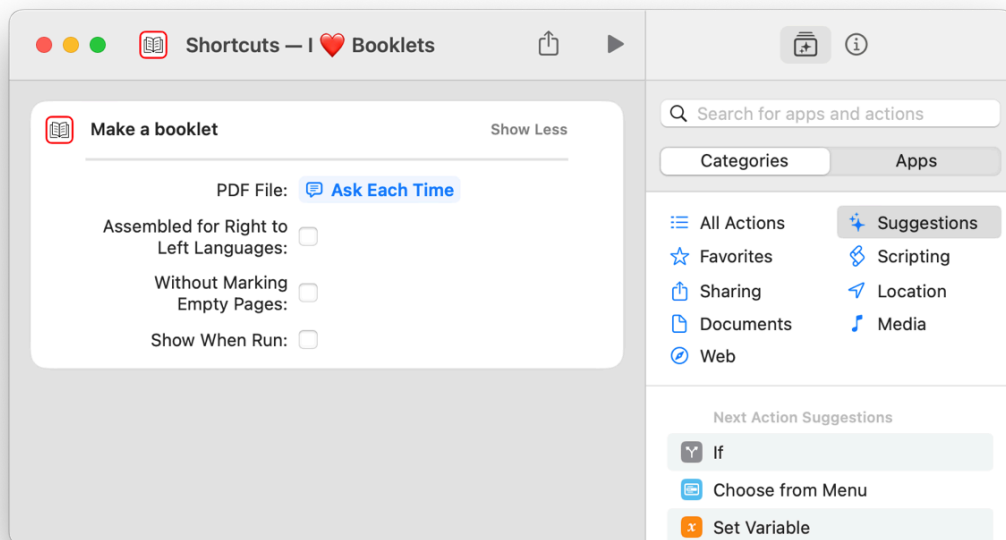 Shortcuts — I ❤️ Booklets
Make a booklet
Show Less
PDF File:
Ask Each Time
Assembled for Right to
Left Languages:
Without Marking
Empty Pages:
Show When Run:
Search for apps and actions
Categories
Apps
All Actions
Suggestions
Favorites
Scripting
Sharing
Location
Documents
Media
Web
Next Action Suggestions
If
Choose from Menu
x
Set Variable